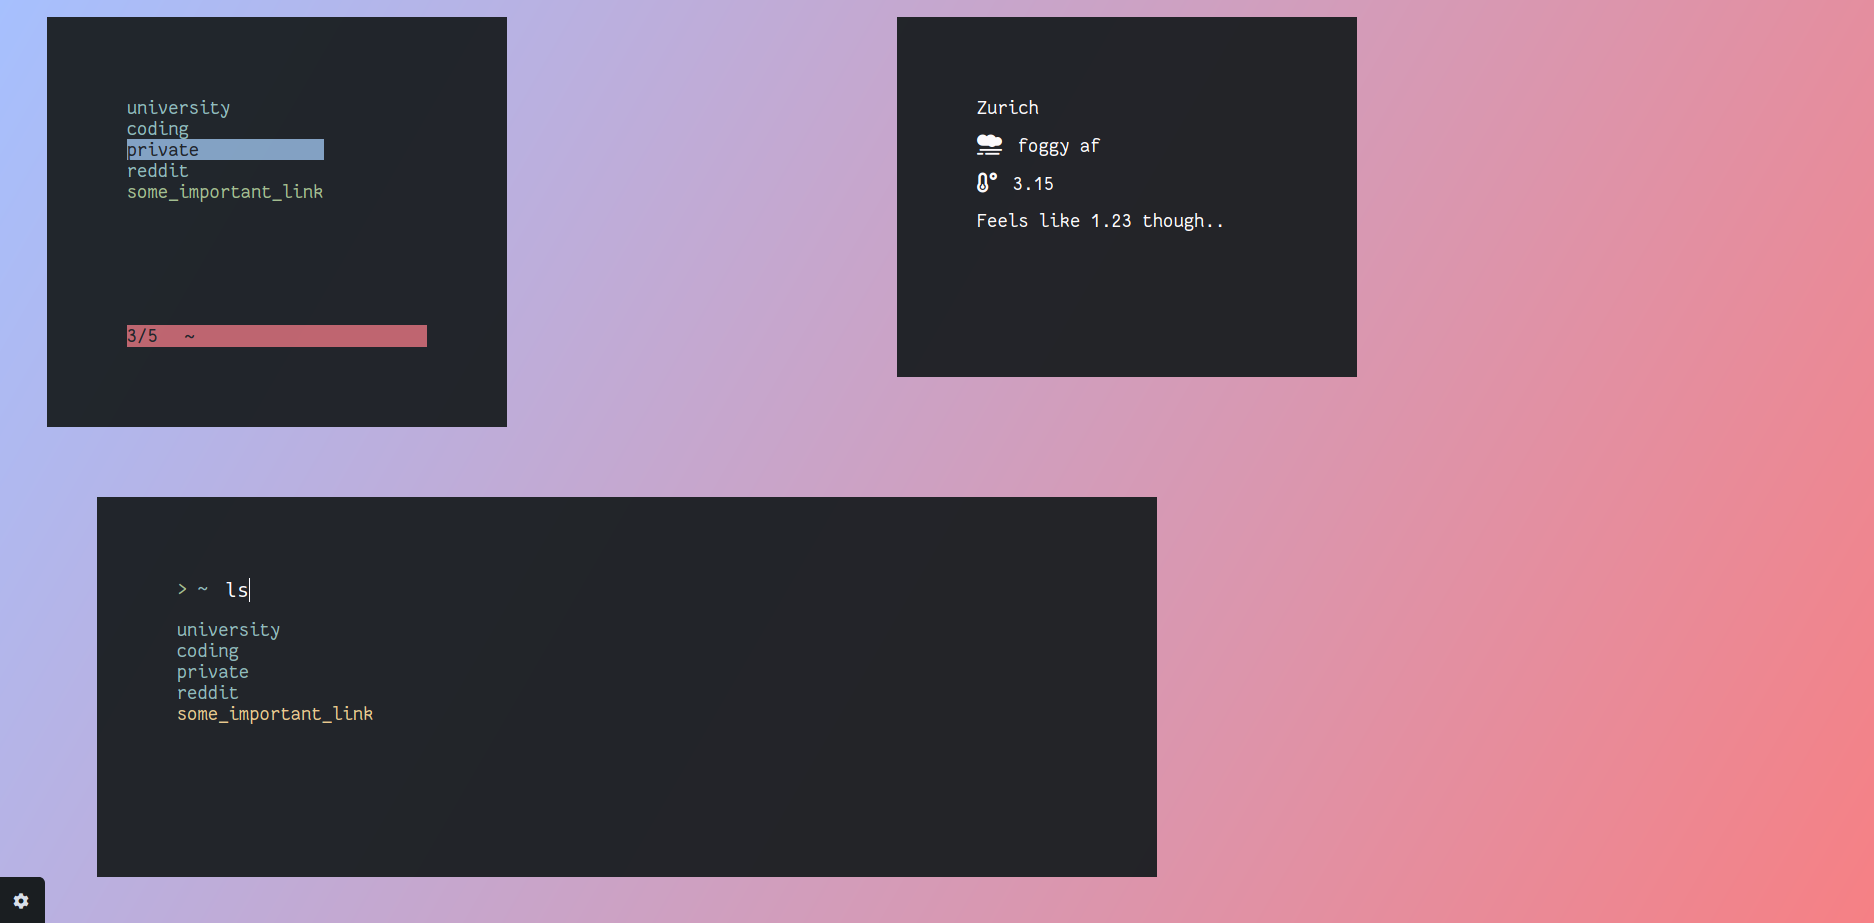 university
coding
private
reddit
some_important_link
3/5 ~
Zurich
foggy af
3.15
Feels like 1.23 though..
> ~ ls
university
coding
private
reddit
some_important_link